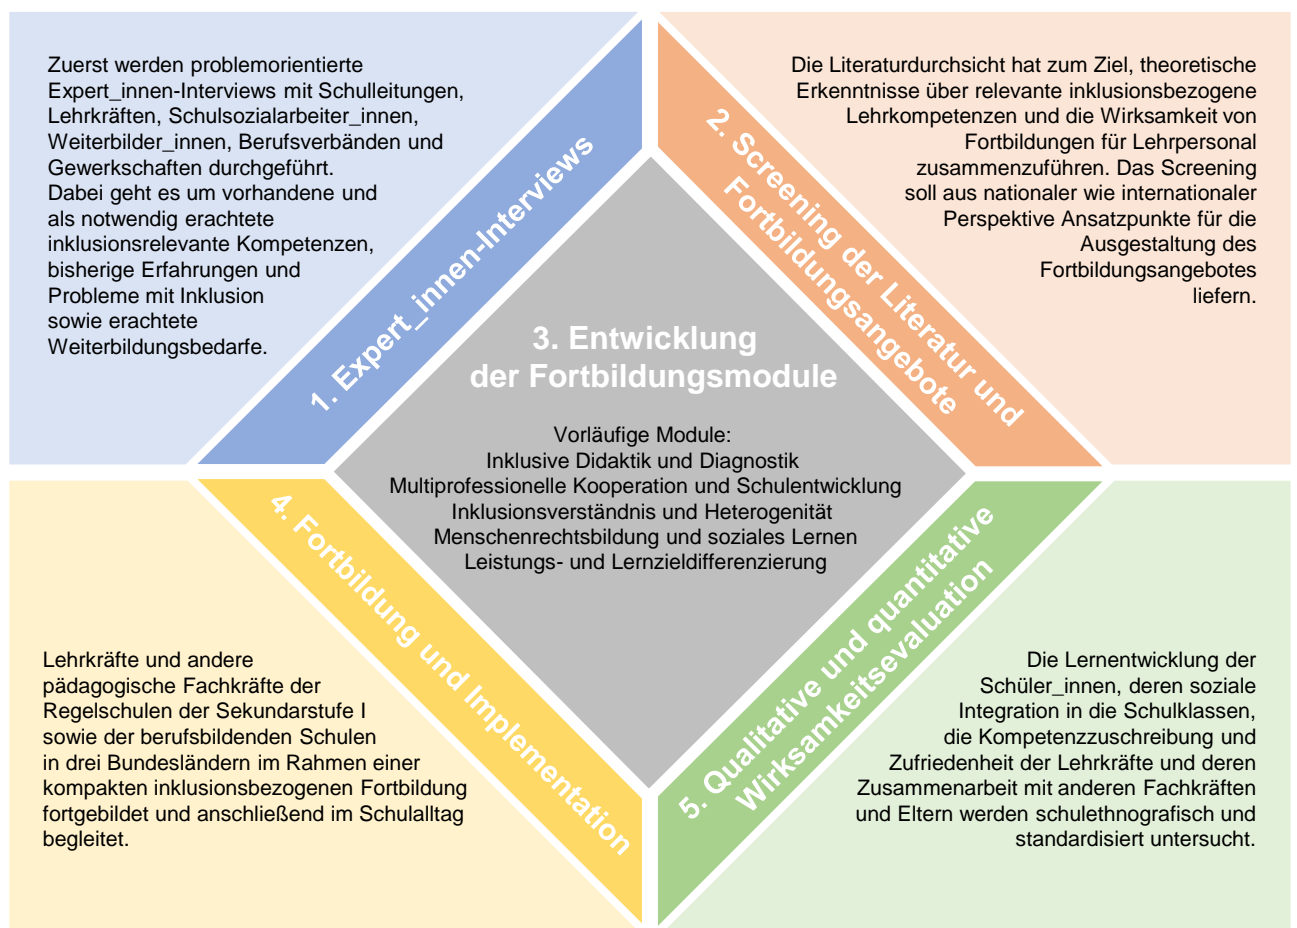 Zuerst werden problemorientierte
Expert_innen-Interviews mit Schulleitungen,
Lehrkräften, Schulsozialarbeiter_innen,
Weiterbilder_innen, Berufsverbänden und
Gewerkschaften durchgeführt.
Dabei geht es um vorhandene und
als notwendig erachtete
inklusionsrelevante Kompetenzen,
bisherige Erfahrungen und
Probleme mit Inklusion
sowie erachtete
Weiterbildungsbedarfe.
1. Expert_innen-Interviews
2. Screening der Literatur und
Fortbildungsangebote
Die Literaturdurchsicht hat zum Ziel, theoretische
Erkenntnisse über relevante inklusionsbezogene
Lehrkompetenzen und die Wirksamkeit von
Fortbildungen für Lehrpersonal
zusammenzuführen. Das Screening
soll aus nationaler wie internationaler
Perspektive Ansatzpunkte für die
Ausgestaltung des
Fortbildungsangebotes
liefern.
3. Entwicklung
der Fortbildungsmodule
Vorläufige Module:
Inklusive Didaktik und Diagnostik
Multiprofessionelle Kooperation und Schulentwicklung
Inklusionsverständnis und Heterogenität
Menschenrechtsbildung und soziales Lernen
Leistungs- und Lernzieldifferenzierung
4. Fortbildung und Implementation
Lehrkräfte und andere
pädagogische Fachkräfte der
Regelschulen der Sekundarstufe I
sowie der berufsbildenden Schulen
in drei Bundesländern im Rahmen einer
kompakten inklusionsbezogenen Fortbildung
fortgebildet und anschließend im Schulalltag
begleitet.
5. Qualitative und quantitative
Wirksamkeitsevaluation
Die Lernentwicklung der
Schüler_innen, deren soziale
Integration in die Schulklassen,
die Kompetenzzuschreibung und
Zufriedenheit der Lehrkräfte und deren
Zusammenarbeit mit anderen Fachkräften
und Eltern werden schulethnografisch und
standardisiert untersucht.